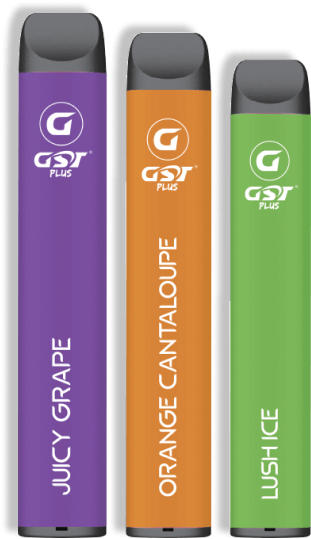 G
GST®
PLUS
JUICY GRAPE
G
GST®
PLUS
ORANGE CANTALOUPE
G
GST®
PLUS
LUSH ICE